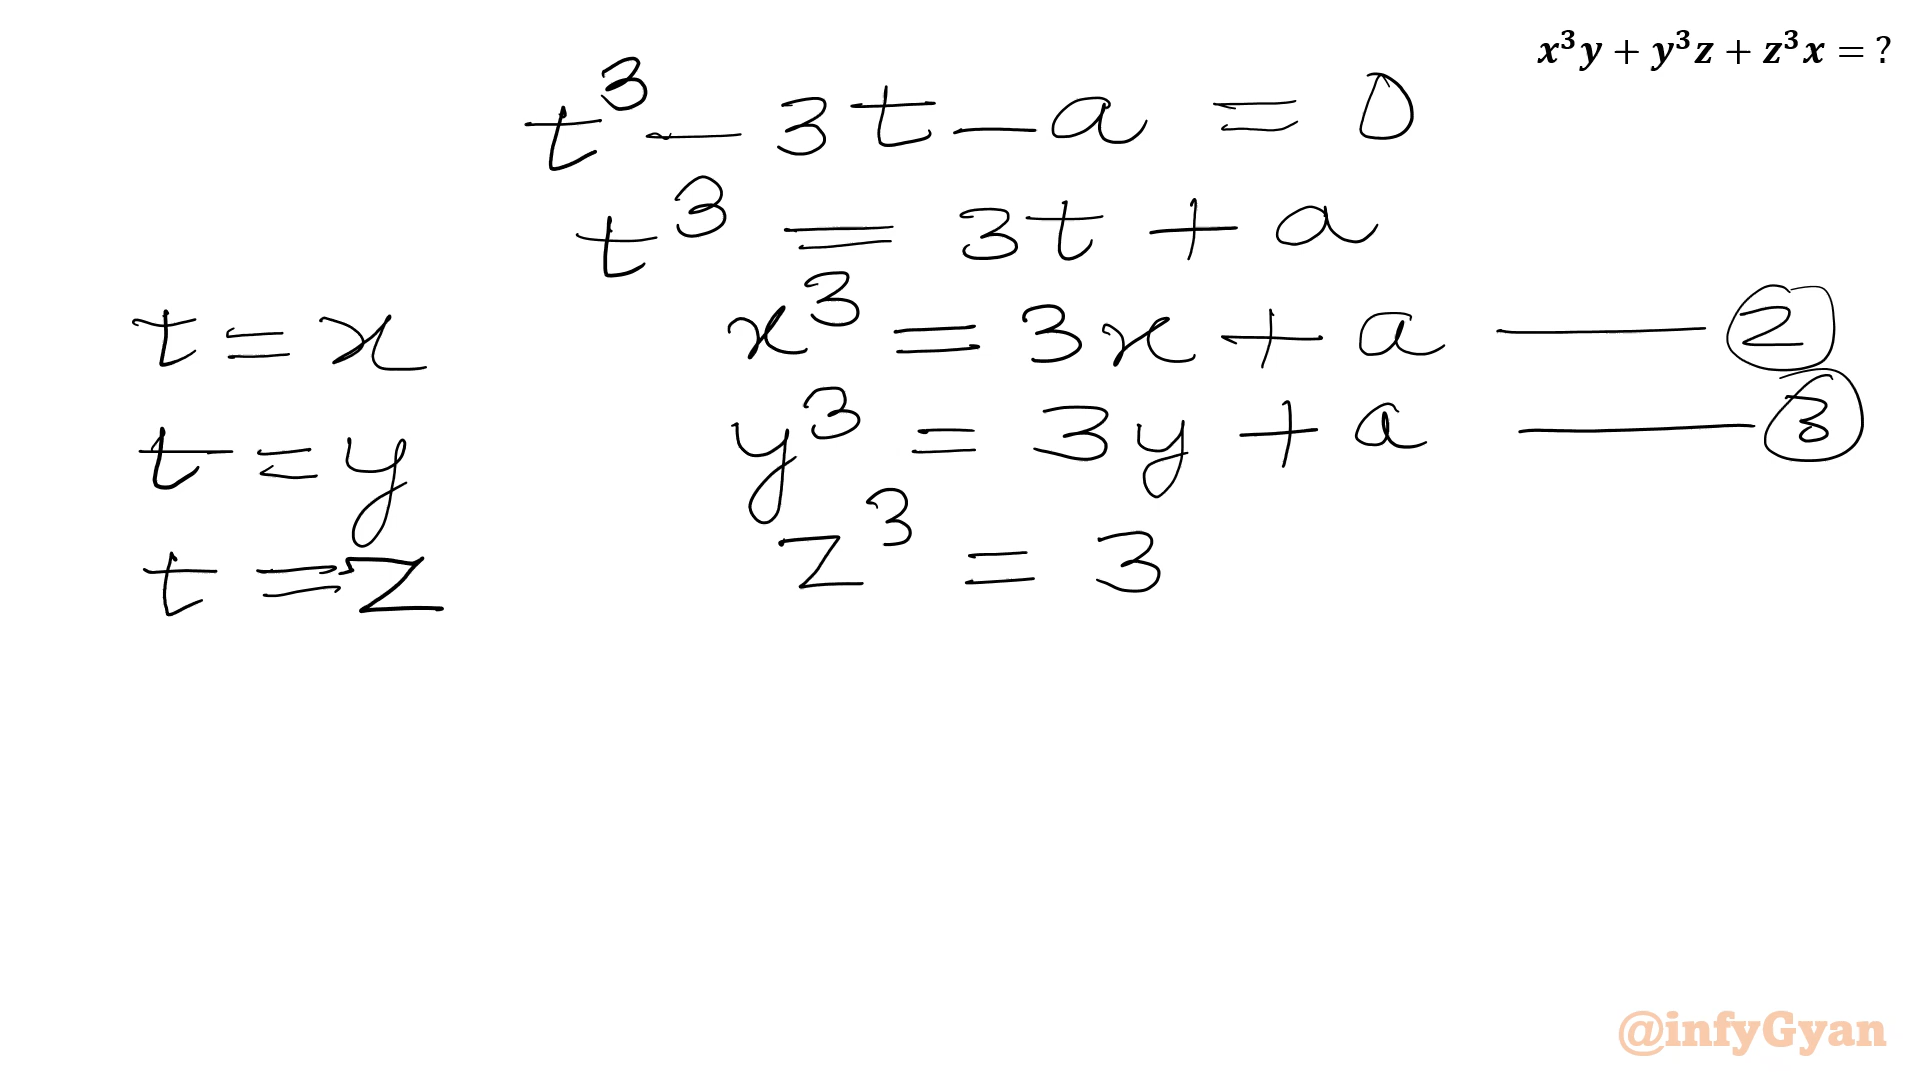 x³y + y³z + z³x = ?
t³ — 3t — a = 0
t³ = 3t + a
t = x x³ = 3x + a —— ②
t = y y³ = 3y + a —— ③
t = z z³ = 3
@infyGyan